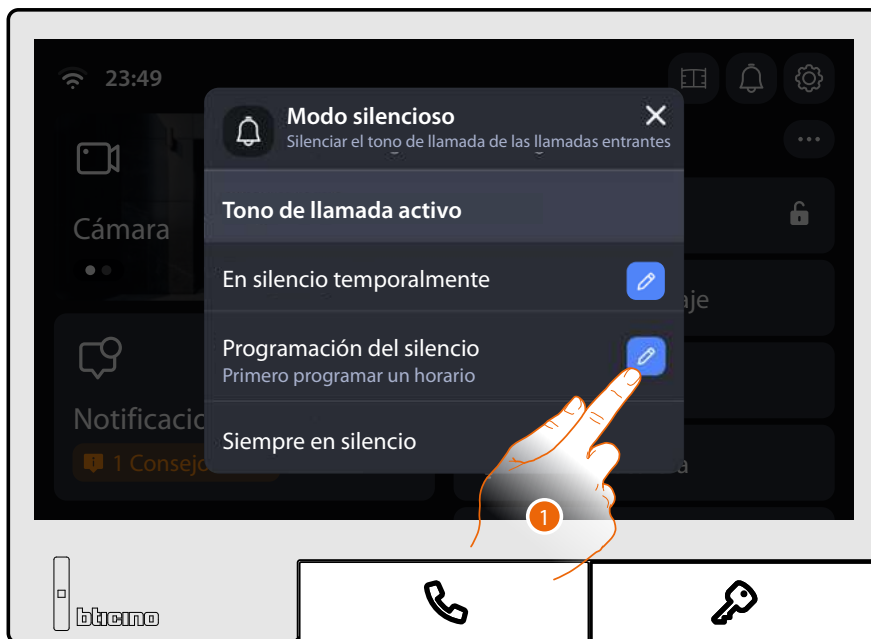 23:49
Modo silencioso
Silenciar el tono de llamada de las llamadas entrantes
Tono de llamada activo
Cámara
En silencio temporalmente
aje
Programación del silencio
Primero programar un horario
Notificacio
Siempre en silencio
1 Consejo
a
1
bticino